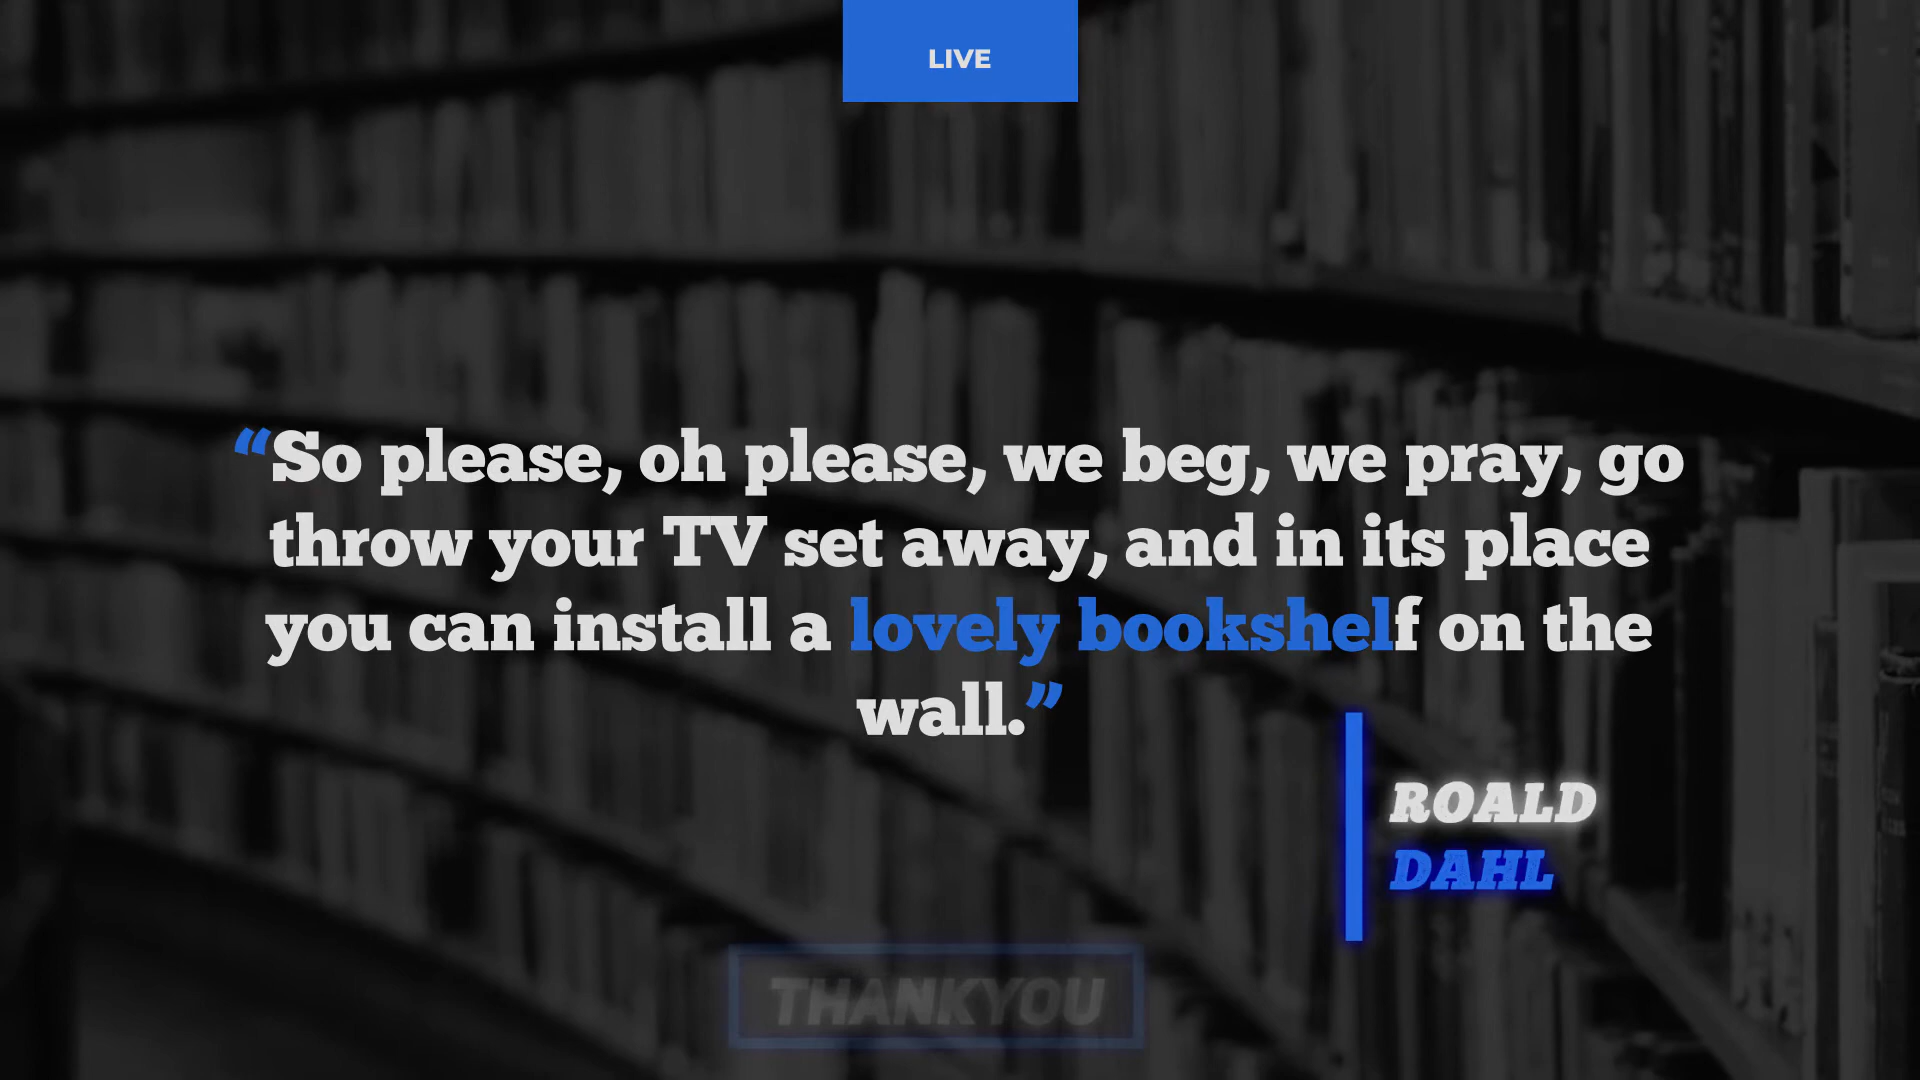 LIVE
“So please, oh please, we beg, we pray, go
throw your TV set away, and in its place
you can install a lovely bookshelf on the
wall.”
ROALD
DAHL
THANKYOU